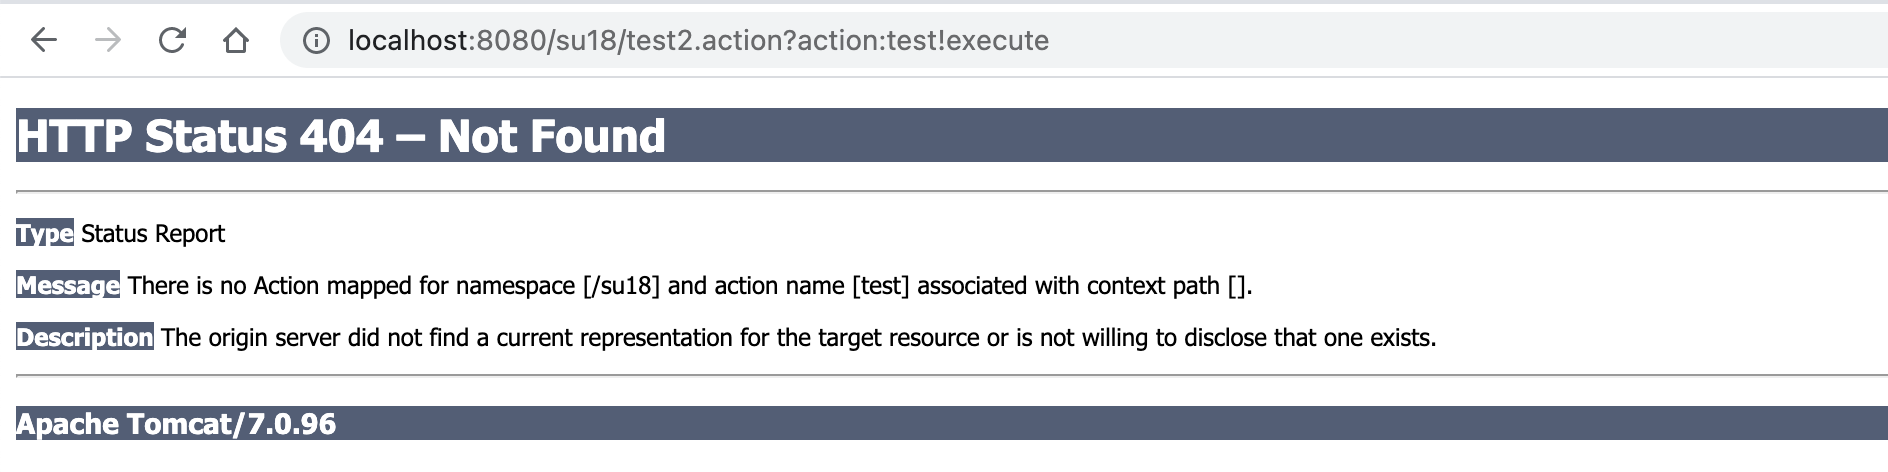 localhost:8080/su18/test2.action?action:test!execute
HTTP Status 404 – Not Found
Type Status Report
Message There is no Action mapped for namespace [/su18] and action name [test] associated with context path [].
Description The origin server did not find a current representation for the target resource or is not willing to disclose that one exists.
Apache Tomcat/7.0.96